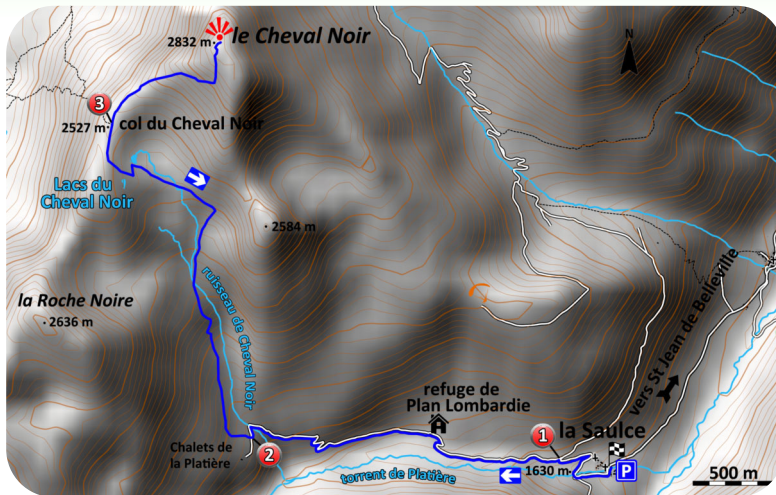 2832 m
le Cheval Noir
N
3
2527 m
col du Cheval Noir
Lacs du
Cheval Noir
2584 m
ruisseau de Cheval Noir
la Roche Noire
2636 m
vers St Jean de Belleville
refuge de
Plan Lombardie
1
la Saulce
Chalets de
la Platière
2
torrent de Platière
1630 m
P
500 m